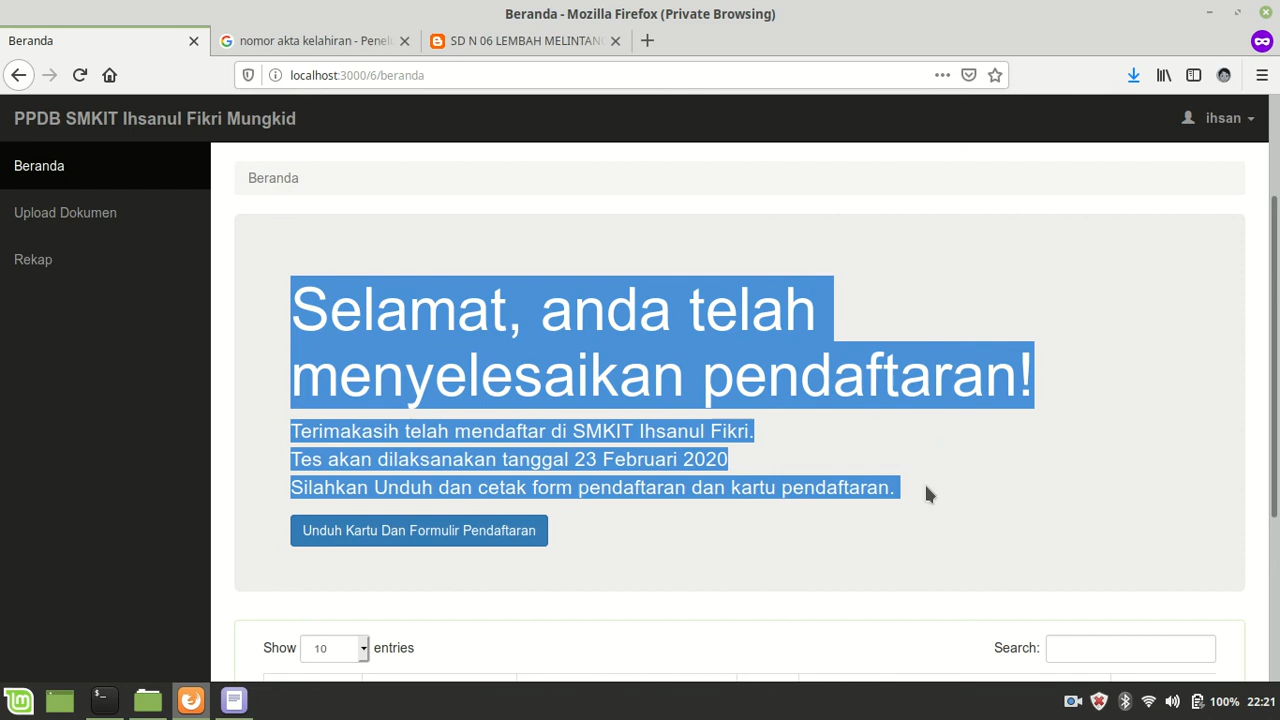 Beranda - Mozilla Firefox (Private Browsing)
Beranda
nomor akta kelahiran - Penel
SD N 06 LEMBAH MELINTANG
localhost:3000/6/beranda
PPDB SMKIT Ihsanul Fikri Mungkid
ihsan
Beranda
Upload Dokumen
Rekap
Beranda
Selamat, anda telah
menyelesaikan pendaftaran!
Terimakasih telah mendaftar di SMKIT Ihsanul Fikri.
Tes akan dilaksanakan tanggal 23 Februari 2020
Silahkan Unduh dan cetak form pendaftaran dan kartu pendaftaran.
Unduh Kartu Dan Formulir Pendaftaran
Show 10 entries
Search:
100% 22:21